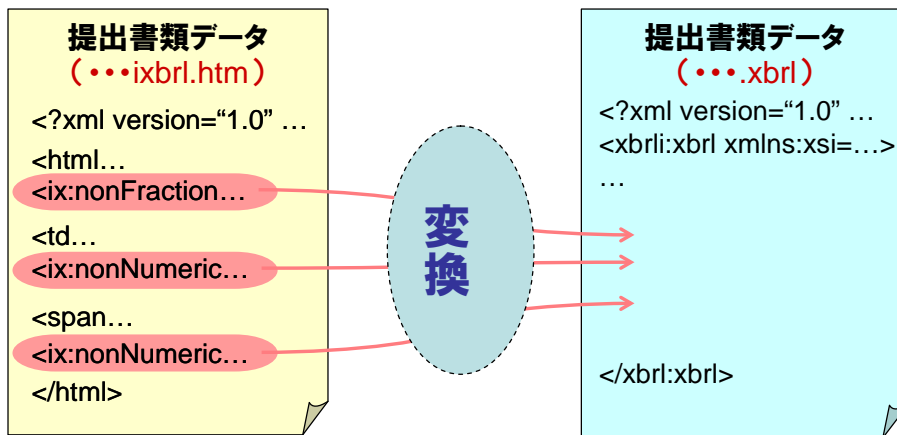 提出書類データ
(・・・ixbrl.htm)
<?xml version=“1.0” …
<html…
<ix:nonFraction…
<td…
<ix:nonNumeric…
<span…
<ix:nonNumeric…
</html>
変換
提出書類データ
(・・・.xbrl)
<?xml version=“1.0” …
<xbrli:xbrl xmlns:xsi=…>
…
</xbrl:xbrl>